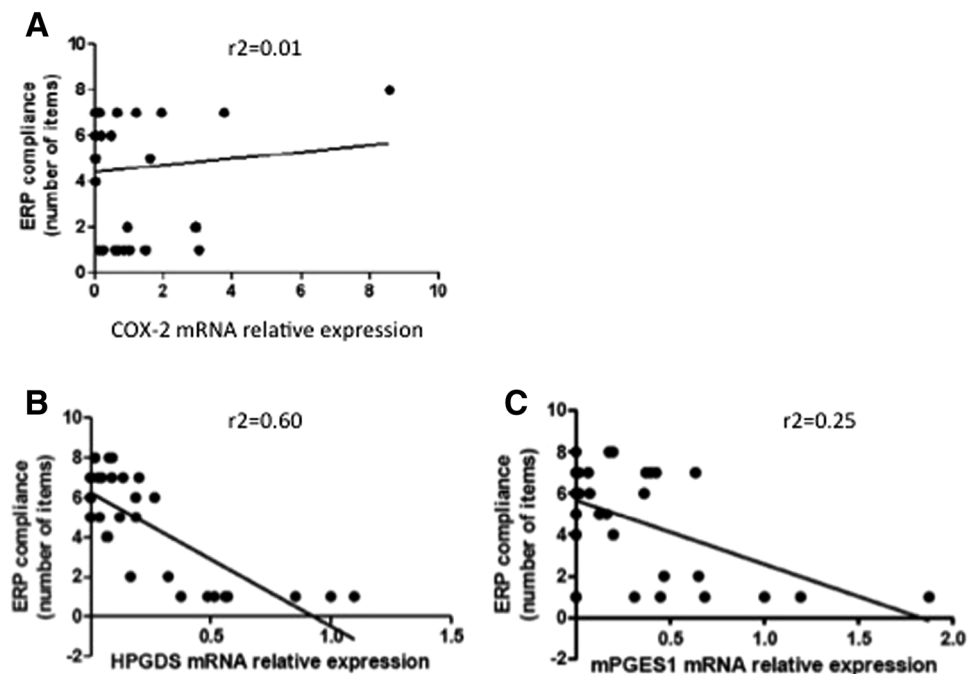 A
r2=0.01
ERP compliance
(number of items)
10
8
6
4
2
0
0 2 4 6 8 10
COX-2 mRNA relative expression
B
r2=0.60
ERP compliance
(number of items)
10
8
6
4
2
0
-2
0.5 1.0 1.5
HPGDS mRNA relative expression
C
r2=0.25
ERP compliance
(number of items)
10
8
6
4
2
0
-2
0.5 1.0 1.5 2.0
mPGES1 mRNA relative expression